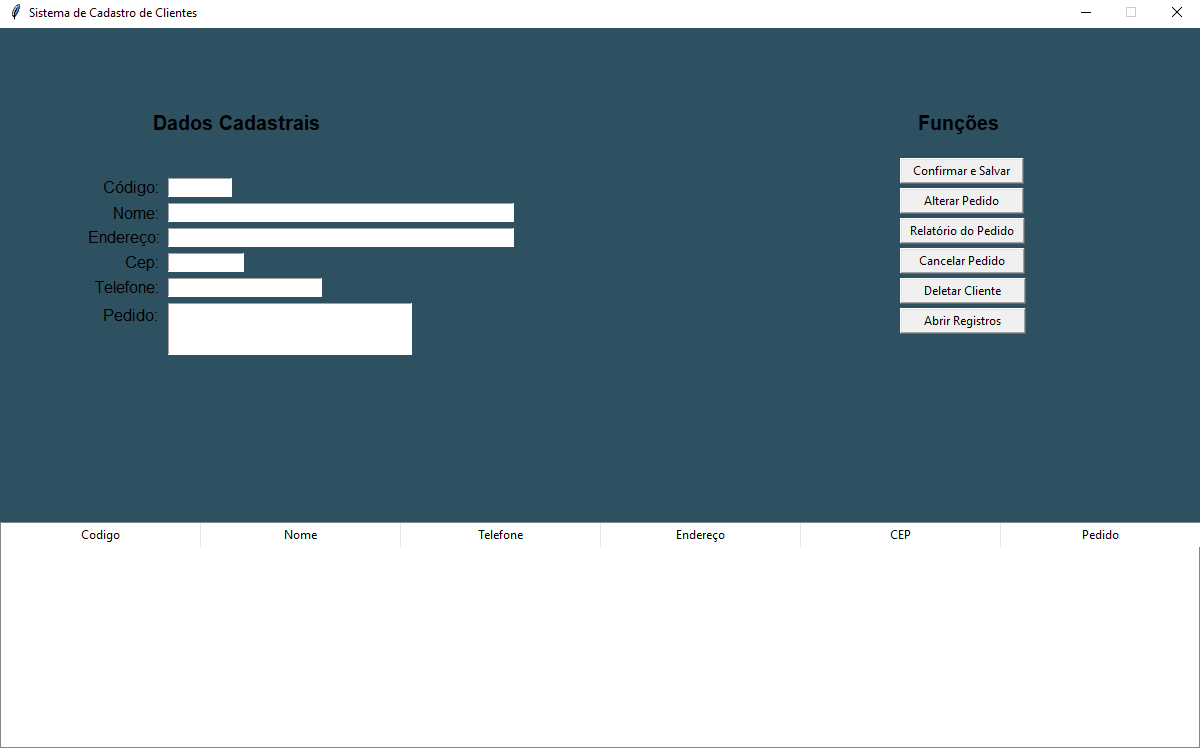 Sistema de Cadastro de Clientes
Dados Cadastrais
Código:
Nome:
Endereço:
Cep:
Telefone:
Pedido:
Funções
Confirmar e Salvar
Alterar Pedido
Relatório do Pedido
Cancelar Pedido
Deletar Cliente
Abrir Registros
Codigo Nome Telefone Endereço CEP Pedido